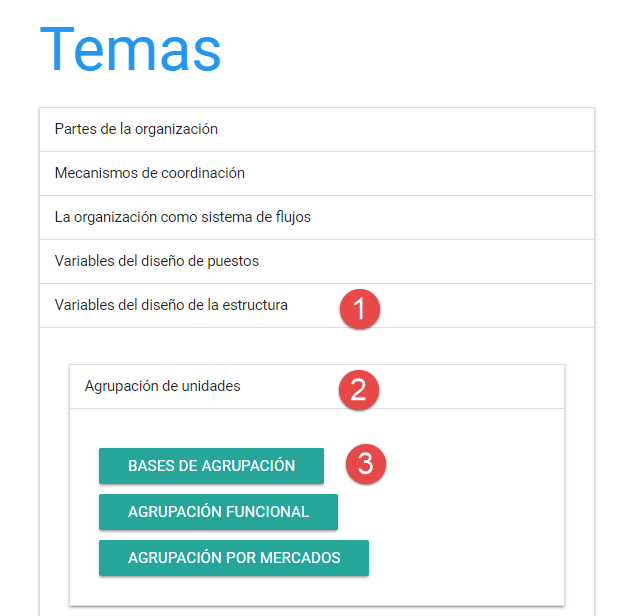 Temas
Partes de la organización
Mecanismos de coordinación
La organización como sistema de flujos
Variables del diseño de puestos
Variables del diseño de la estructura 1
Agrupación de unidades 2
BASES DE AGRUPACIÓN 3
AGRUPACIÓN FUNCIONAL
AGRUPACIÓN POR MERCADOS